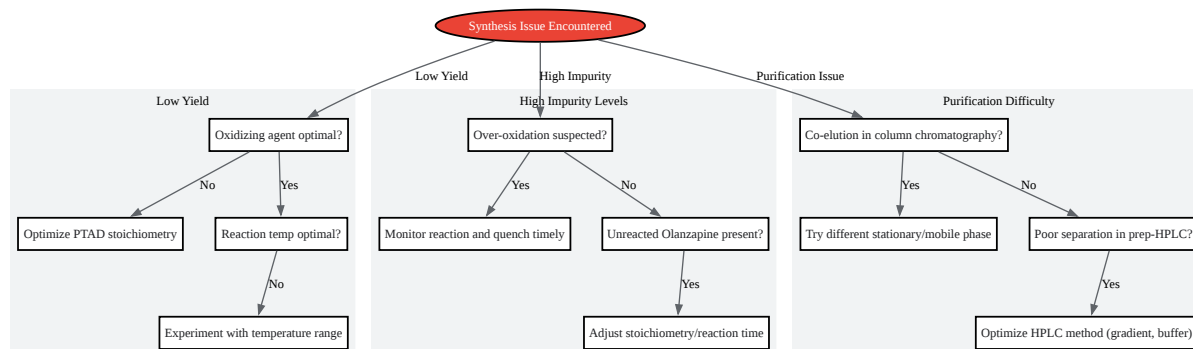 Synthesis Issue Encountered
Low Yield
High Impurity
Purification Issue
Low Yield
High Impurity Levels
Purification Difficulty
Oxidizing agent optimal?
Over-oxidation suspected?
Co-elution in column chromatography?
No
Yes
Yes
No
Yes
No
Optimize PTAD stoichiometry
Reaction temp optimal?
Monitor reaction and quench timely
Unreacted Olanzapine present?
Try different stationary/mobile phase
Poor separation in prep-HPLC?
No
Yes
Yes
Experiment with temperature range
Adjust stoichiometry/reaction time
Optimize HPLC method (gradient, buffer)